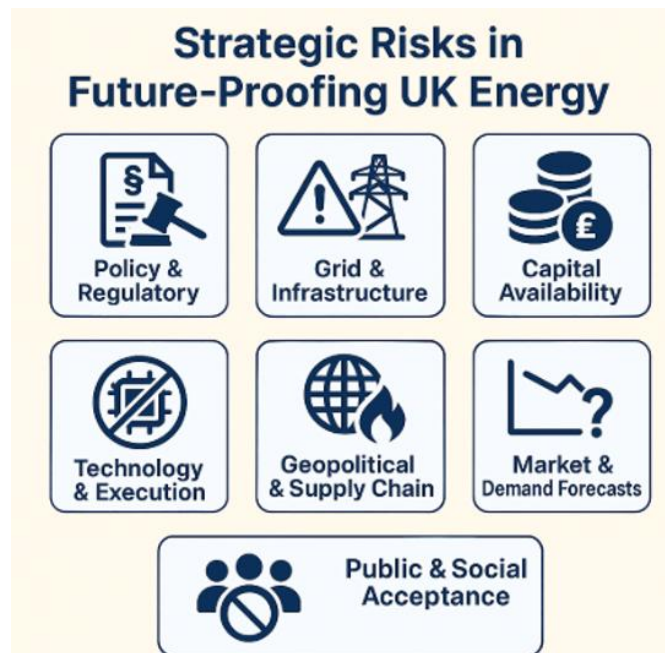 Strategic Risks in
Future-Proofing UK Energy
§
Policy &
Regulatory
Grid &
Infrastructure
£
Capital
Availability
Technology
& Execution
Geopolitical
& Supply Chain
?
Market &
Demand Forecasts
Public & Social
Acceptance